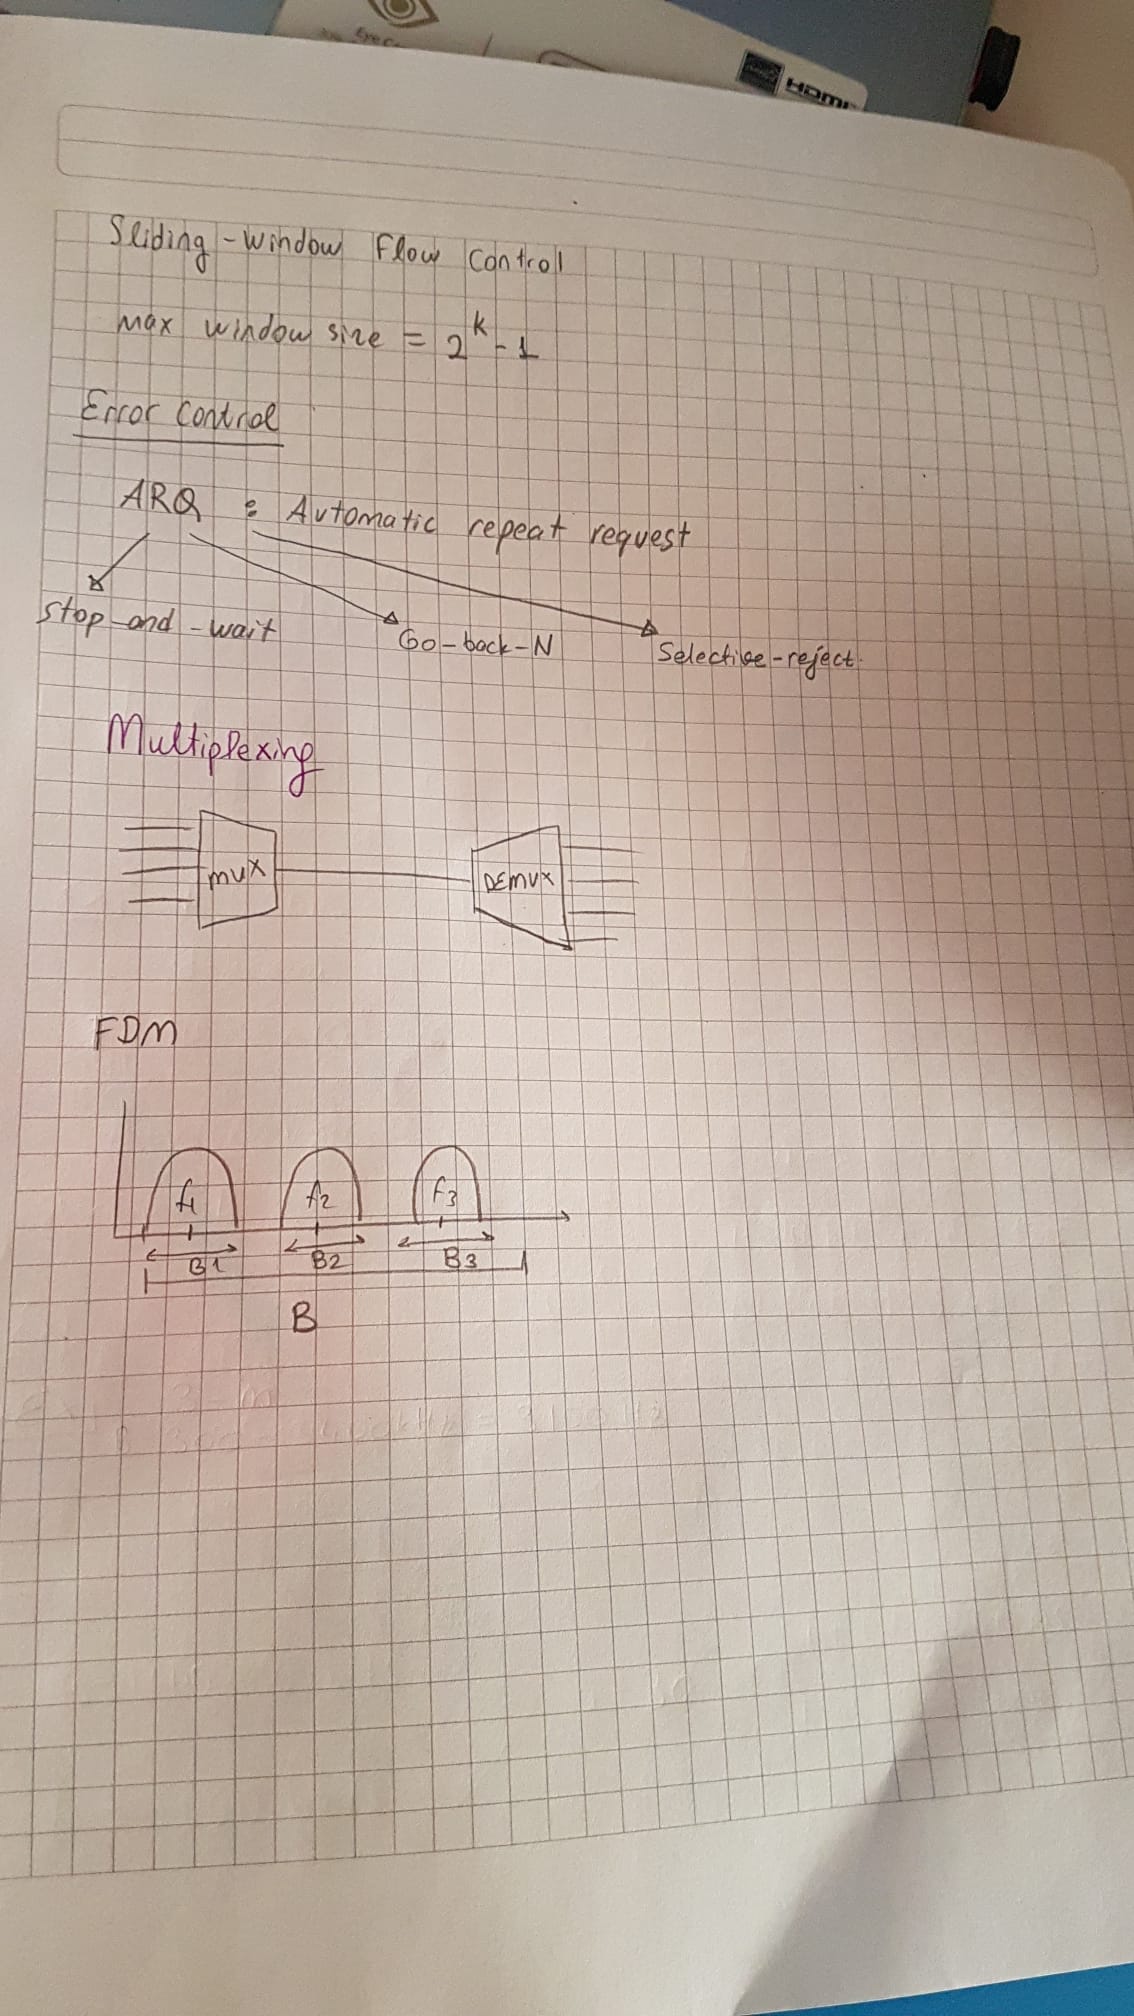 Eye C
HDMI
Sliding-window Flow Control
max window size = 2^k - 1
Error Control
ARQ : Automatic repeat request
stop-and-wait
Go-back-N
Selective-reject
Multiplexing
MUX
DEMUX
FDM
f1 f2 f3
B1 B2 B3
B